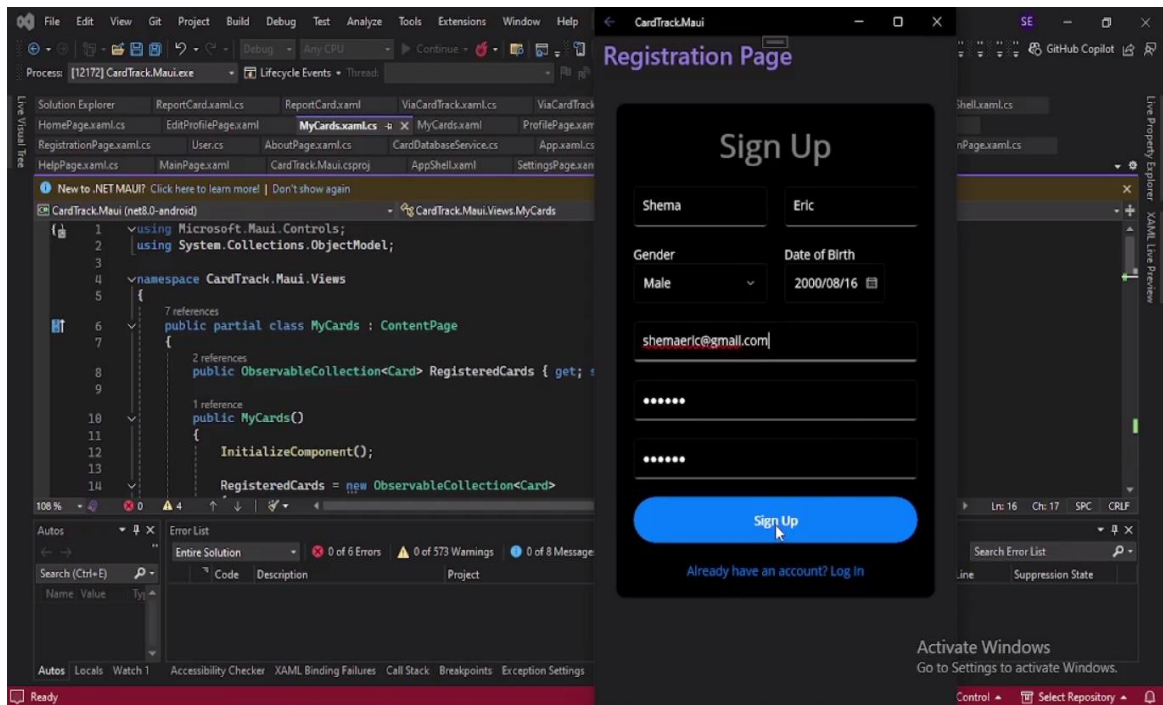 File Edit View Git Project Build Debug Test Analyze Tools Extensions Window Help
SE
Debug Any CPU Continue
GitHub Copilot
Process: [12172] CardTrack.Maui.exe Lifecycle Events Thread:
Live Visual Tree
Solution Explorer ReportCard.xaml.cs ReportCard.xaml ViaCardTrack.xaml.cs ViaCardTrack
Shell.xaml.cs
HomePage.xaml.cs EditProfilePage.xaml MyCards.xaml.cs MyCards.xaml ProfilePage.xam
RegistrationPage.xaml.cs User.cs AboutPage.xaml.cs CardDatabaseService.cs App.xaml.cs
nPage.xaml.cs
HelpPage.xaml.cs MainPage.xaml CardTrack.Maui.csproj AppShell.xaml SettingsPage.xam
New to .NET MAUI? Click here to learn more! | Don't show again
CardTrack.Maui (net8.0-android) CardTrack.Maui.Views.MyCards
1 using Microsoft.Maui.Controls;
2 using System.Collections.ObjectModel;
3
4 namespace CardTrack.Maui.Views
5 {
7 references
6 public partial class MyCards : ContentPage
7 {
2 references
8 public ObservableCollection<Card> RegisteredCards { get; s
9
1 reference
10 public MyCards()
11 {
12 InitializeComponent();
13
14 RegisteredCards = new ObservableCollection<Card>
108 % 0 4
Ln: 16 Ch: 17 SPC CRLF
Autos
Error List
Entire Solution 0 of 6 Errors 0 of 573 Warnings 0 of 8 Message
Search Error List
Search (Ctrl+E)
Code Description Project
Line Suppression State
Name Value
Autos Locals Watch 1
Accessibility Checker XAML Binding Failures Call Stack Breakpoints Exception Settings
Ready
Control Select Repository
CardTrack.Maui
Registration Page
Sign Up
Shema Eric
Gender Date of Birth
Male 2000/08/16
shemaeric@gmail.com
Sign Up
Already have an account? Log In
Live Property Explorer
XAML Live Preview
Activate Windows
Go to Settings to activate Windows.